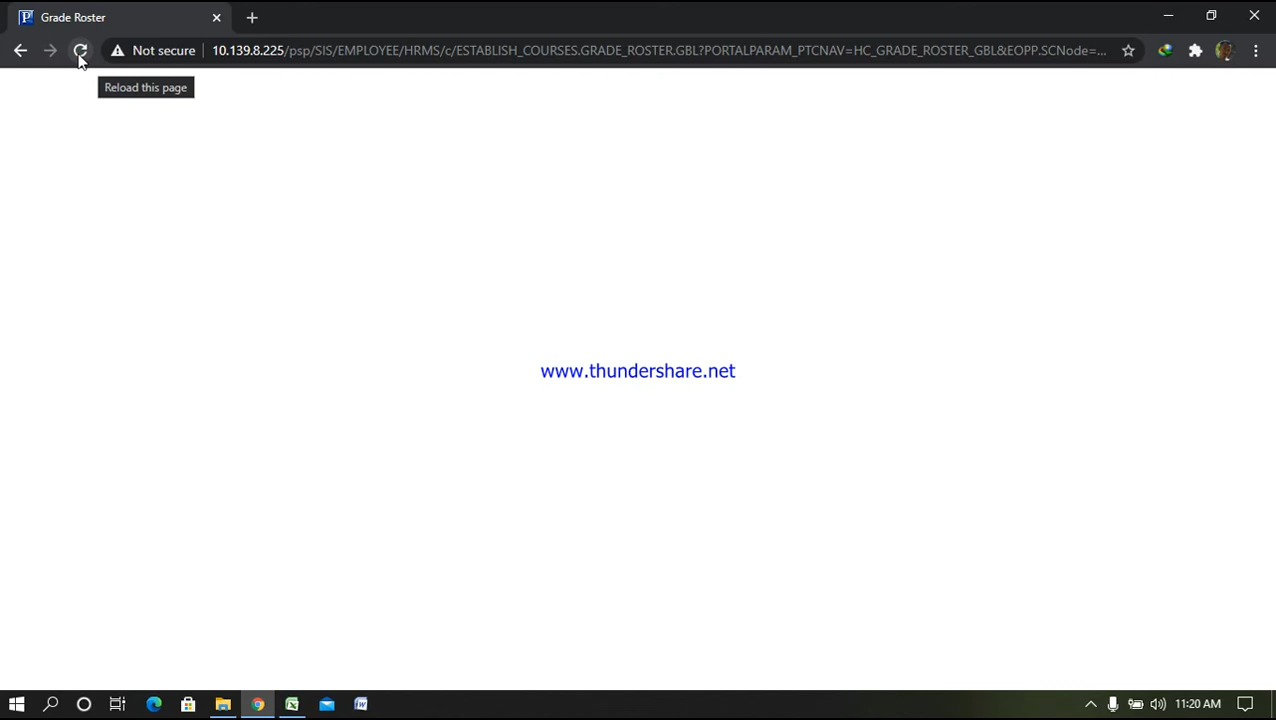 Grade Roster
Not secure
10.139.8.225/psp/SIS/EMPLOYEE/HRMS/c/ESTABLISH_COURSES.GRADE_ROSTER.GBL?PORTALPARAM_PTCNAV=HC_GRADE_ROSTER_GBL&EOPP.SCNode=...
Reload this page
www.thundershare.net
11:20 AM